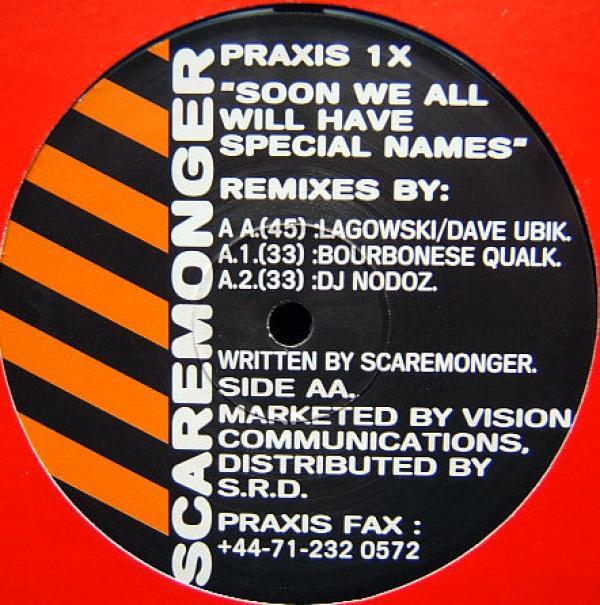 SCAREMONGER
PRAXIS 1X
"SOON WE ALL
WILL HAVE
SPECIAL NAMES"
REMIXES BY:
A A.(45) :LAGOWSKI/DAVE UBIK.
A.1.(33) :BOURBONESE QUALK.
A.2.(33) :DJ NODOZ.
WRITTEN BY SCAREMONGER.
SIDE AA.
MARKETED BY VISION
COMMUNICATIONS,
DISTRIBUTED BY
S.R.D.
PRAXIS FAX :
+44-71-232 0572